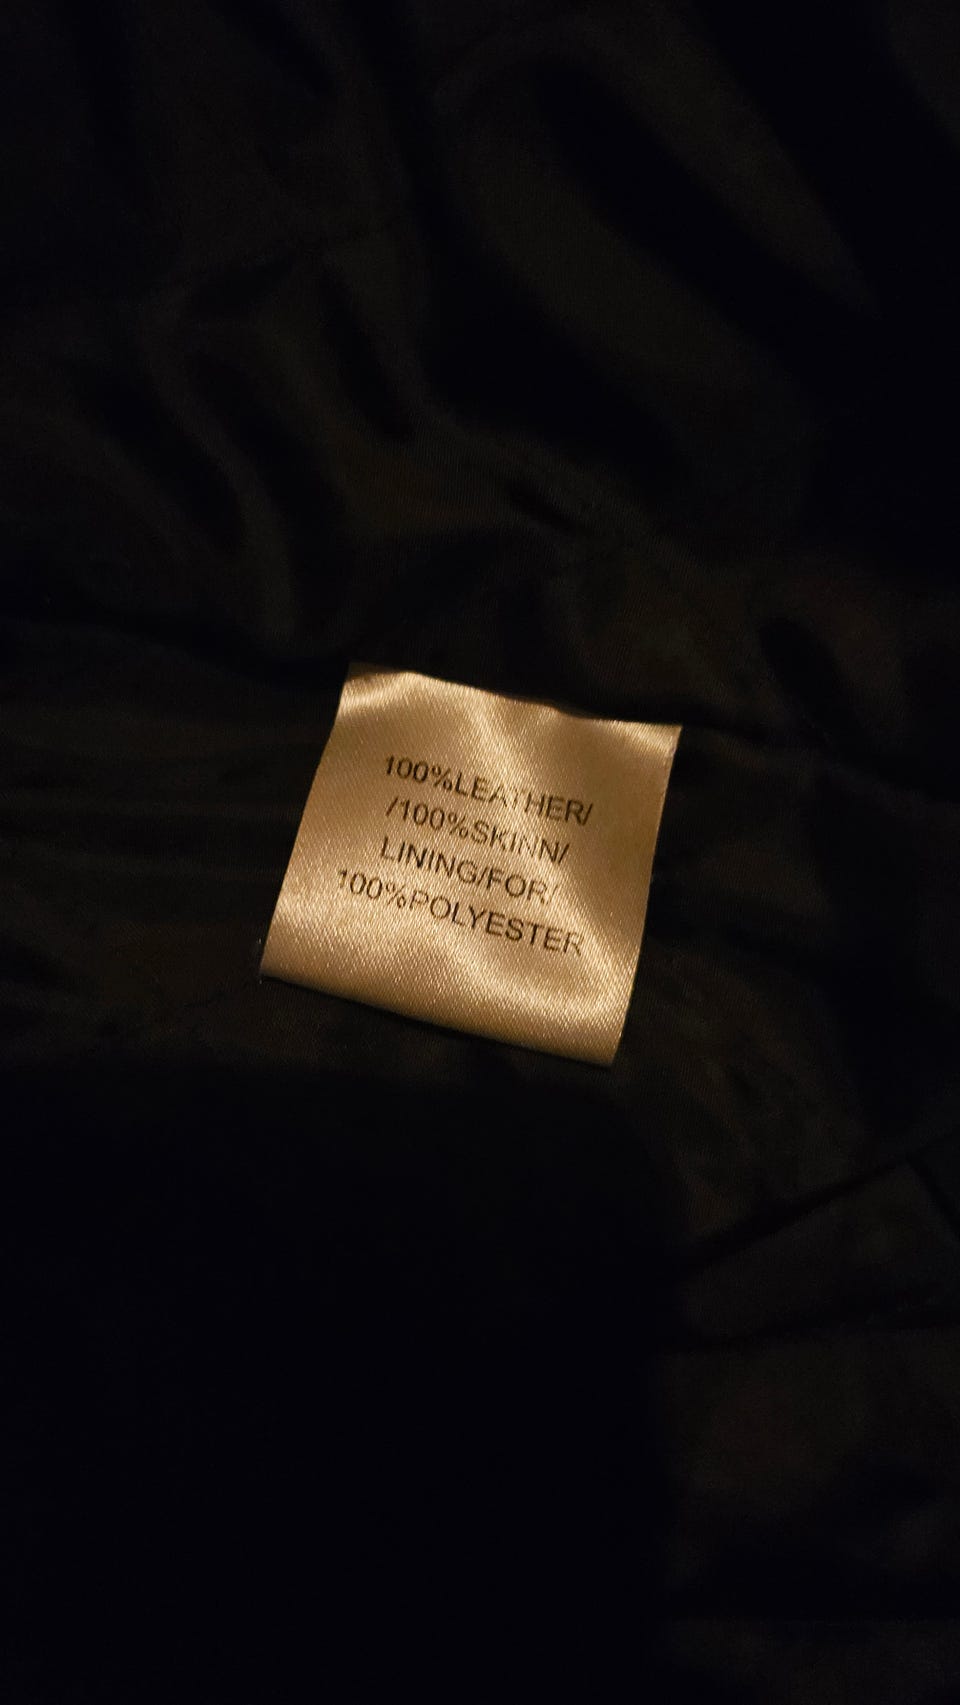 100%LEATHER/
/100%SKINN/
LINING/FOR/
100%POLYESTER